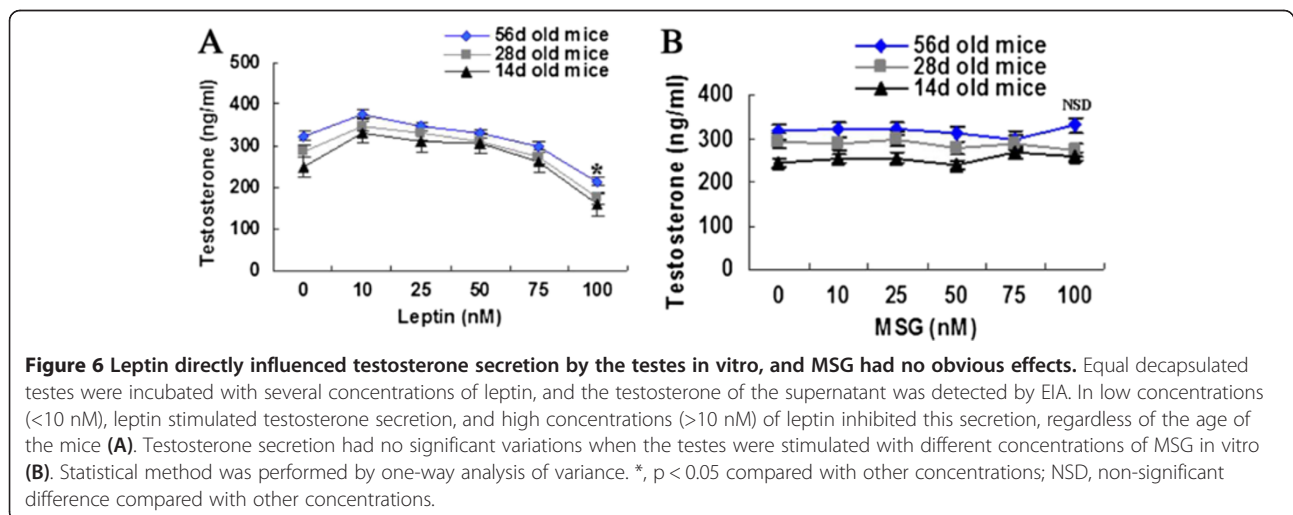 A
56d old mice
28d old mice
14d old mice
Testosterone (ng/ml)
500
400
300
200
100
0
*
0 10 25 50 75 100
Leptin (nM)
B
56d old mice
28d old mice
14d old mice
Testosterone (ng/ml)
400
300
200
100
0
NSD
0 10 25 50 75 100
MSG (nM)
Figure 6 Leptin directly influenced testosterone secretion by the testes in vitro, and MSG had no obvious effects. Equal decapsulated
testes were incubated with several concentrations of leptin, and the testosterone of the supernatant was detected by EIA. In low concentrations
(<10 nM), leptin stimulated testosterone secretion, and high concentrations (>10 nM) of leptin inhibited this secretion, regardless of the age of
the mice (A). Testosterone secretion had no significant variations when the testes were stimulated with different concentrations of MSG in vitro
(B). Statistical method was performed by one-way analysis of variance. *, p < 0.05 compared with other concentrations; NSD, non-significant
difference compared with other concentrations.